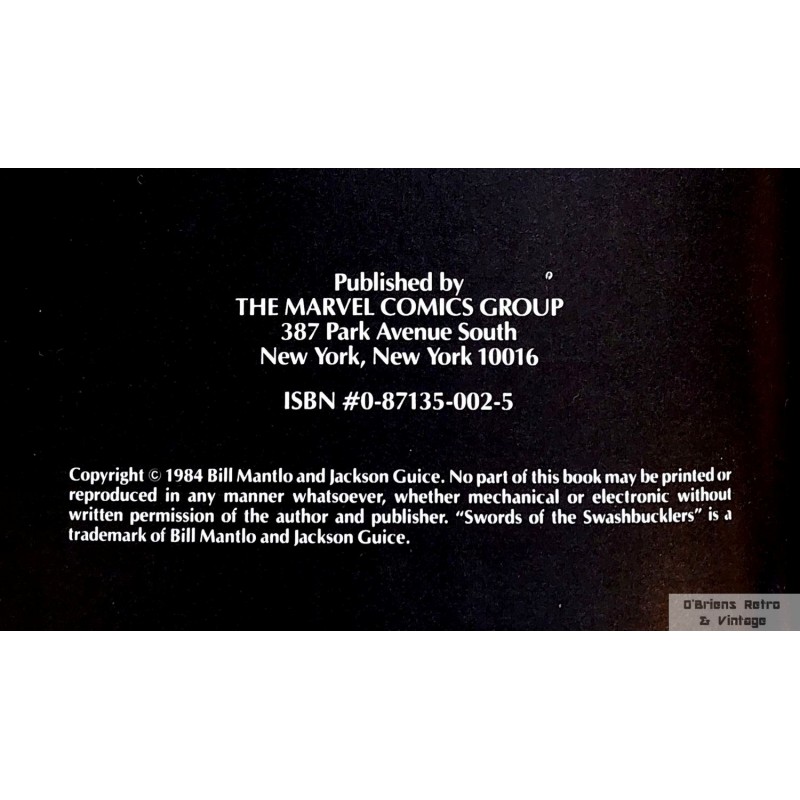 Published by
THE MARVEL COMICS GROUP
387 Park Avenue South
New York, New York 10016
ISBN #0-87135-002-5
Copyright © 1984 Bill Mantlo and Jackson Guice. No part of this book may be printed or
reproduced in any manner whatsoever, whether mechanical or electronic without
written permission of the author and publisher. “Swords of the Swashbucklers” is a
trademark of Bill Mantlo and Jackson Guice.
O'Briens Retro
& Vintage